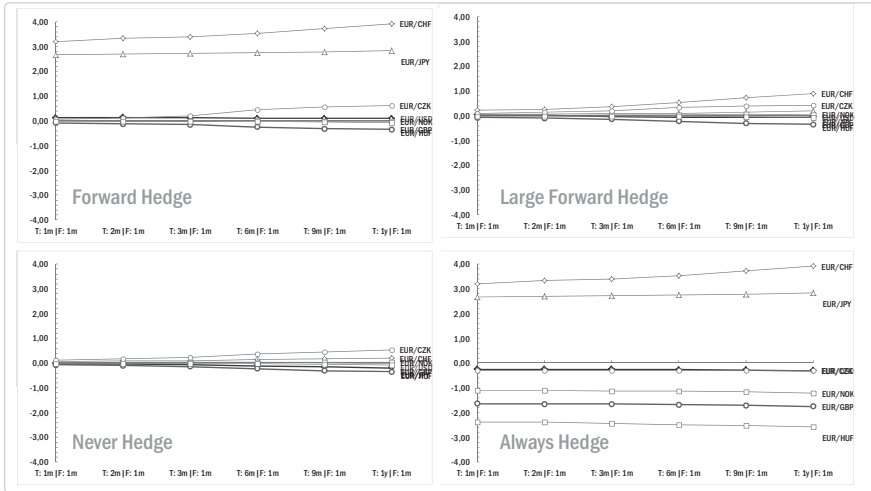 4,00
3,00
2,00
1,00
0,00
-1,00
-2,00
-3,00
-4,00
EUR/CHF
EUR/JPY
EUR/CZK
EUR/USD
EUR/NOK
EUR/GBP
EUR/HUF
Forward Hedge
T: 1m|F: 1m T: 2m|F: 1m T: 3m|F: 1m T: 6m|F: 1m T: 9m|F: 1m T: 1y|F: 1m
4,00
3,00
2,00
1,00
0,00
-1,00
-2,00
-3,00
-4,00
EUR/CHF
EUR/CZK
EUR/NOK
EUR/HUF
Large Forward Hedge
T: 1m|F: 1m T: 2m|F: 1m T: 3m|F: 1m T: 6m|F: 1m T: 9m|F: 1m T: 1y|F: 1m
4,00
3,00
2,00
1,00
0,00
-1,00
-2,00
-3,00
-4,00
EUR/CZK
EUR/CHF
EUR/NOK
EUR/HUF
Never Hedge
T: 1m|F: 1m T: 2m|F: 1m T: 3m|F: 1m T: 6m|F: 1m T: 9m|F: 1m T: 1y|F: 1m
4,00
3,00
2,00
1,00
0,00
-1,00
-2,00
-3,00
-4,00
EUR/CHF
EUR/JPY
EUR/CZK
EUR/NOK
EUR/GBP
EUR/HUF
Always Hedge
T: 1m|F: 1m T: 2m|F: 1m T: 3m|F: 1m T: 6m|F: 1m T: 9m|F: 1m T: 1y|F: 1m